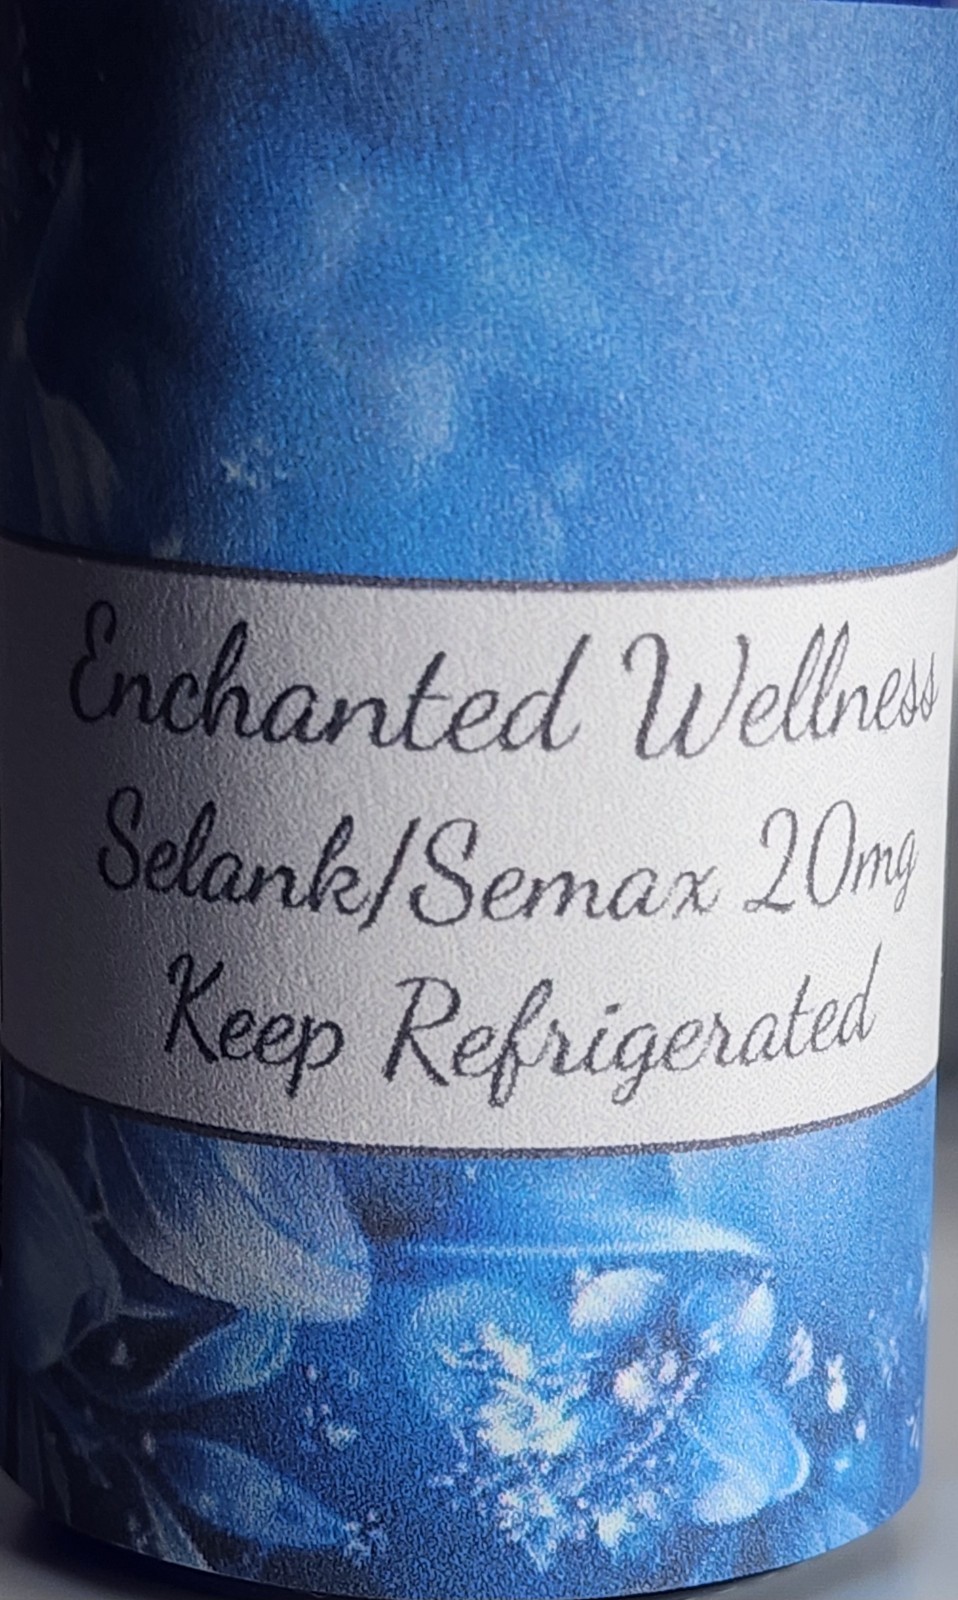 Enchanted Wellness
Selank/Semax 20mg
Keep Refrigerated